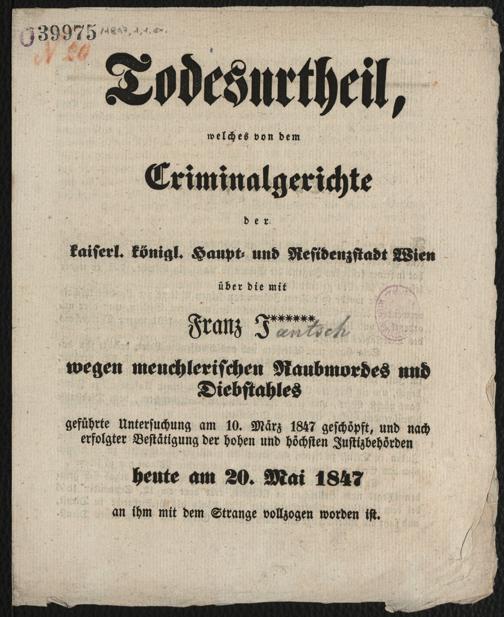 O39975
N 20
Todesurtheil,
welches von dem
Criminalgerichte
der
kaiserl. königl. Haupt- und Residenzstadt Wien
über die mit
Franz J******antsch
wegen meuchlerischen Raubmordes und
Diebstahles
geführte Untersuchung am 10. März 1847 geschöpft, und nach
erfolgter Bestätigung der hohen und höchsten Justizbehörden
heute am 20. Mai 1847
an ihm mit dem Strange vollzogen worden ist.